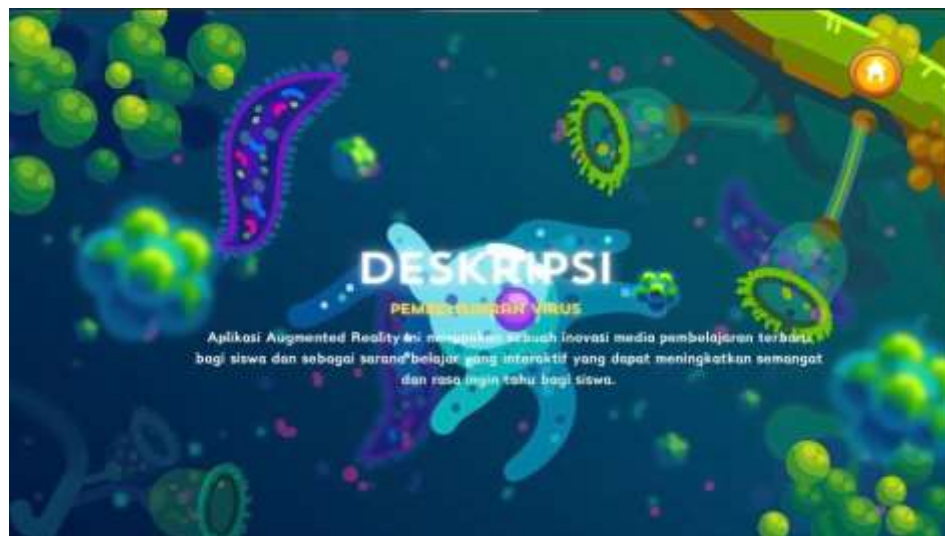 DESKRIPSI
PEMBELAJARAN VIRUS
Aplikasi Augmented Reality ini merupakan sebuah inovasi media pembelajaran terbaru
bagi siswa dan sebagai sarana belajar yang interaktif yang dapat meningkatkan semangat
dan rasa ingin tahu bagi siswa.